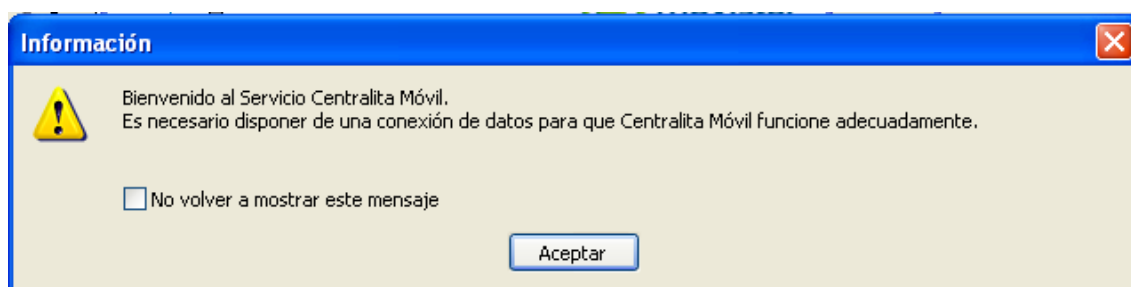 Información
Bienvenido al Servicio Centralita Móvil.
Es necesario disponer de una conexión de datos para que Centralita Móvil funcione adecuadamente.
No volver a mostrar este mensaje
Aceptar